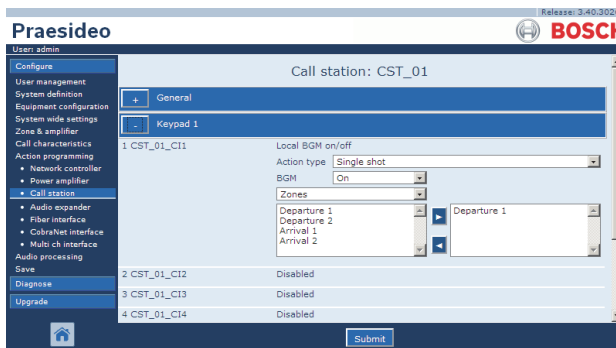 Release: 3.40.3020
Praesideo
BOSCH
User: admin
Configure
User management
System definition
Equipment configuration
System wide settings
Zone & amplifier
Call characteristics
Action programming
• Network controller
• Power amplifier
• Call station
• Audio expander
• Fiber interface
• CobraNet interface
• Multi ch interface
Audio processing
Save
Diagnose
Upgrade
Call station: CST_01
+ General
- Keypad 1
1 CST_01_CI1 Local BGM on/off
Action type Single shot
BGM On
Zones
Departure 1 Departure 1
Departure 2
Arrival 1
Arrival 2
2 CST_01_CI2 Disabled
3 CST_01_CI3 Disabled
4 CST_01_CI4 Disabled
Submit